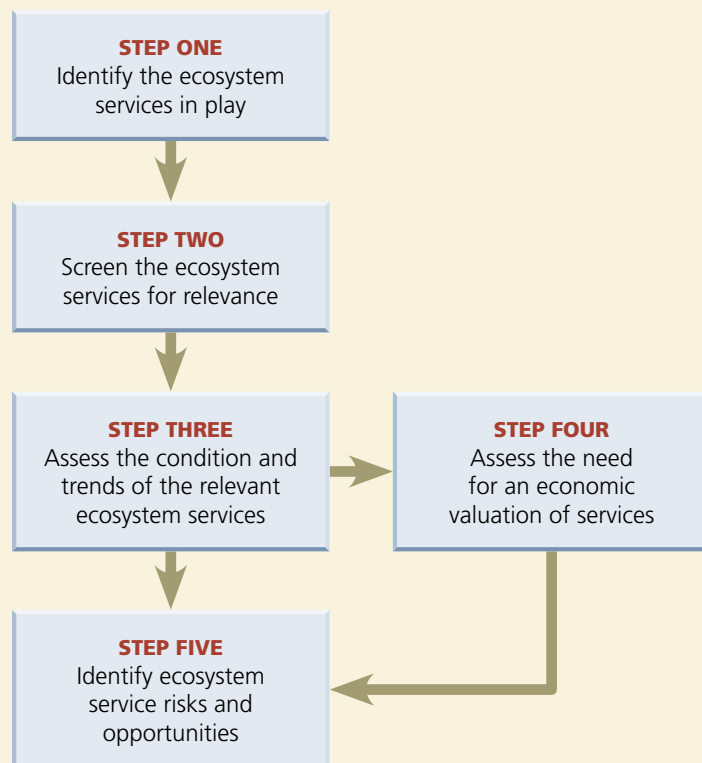 STEP ONE
Identify the ecosystem
services in play
STEP TWO
Screen the ecosystem
services for relevance
STEP THREE
Assess the condition and
trends of the relevant
ecosystem services
STEP FOUR
Assess the need
for an economic
valuation of services
STEP FIVE
Identify ecosystem
service risks and
opportunities